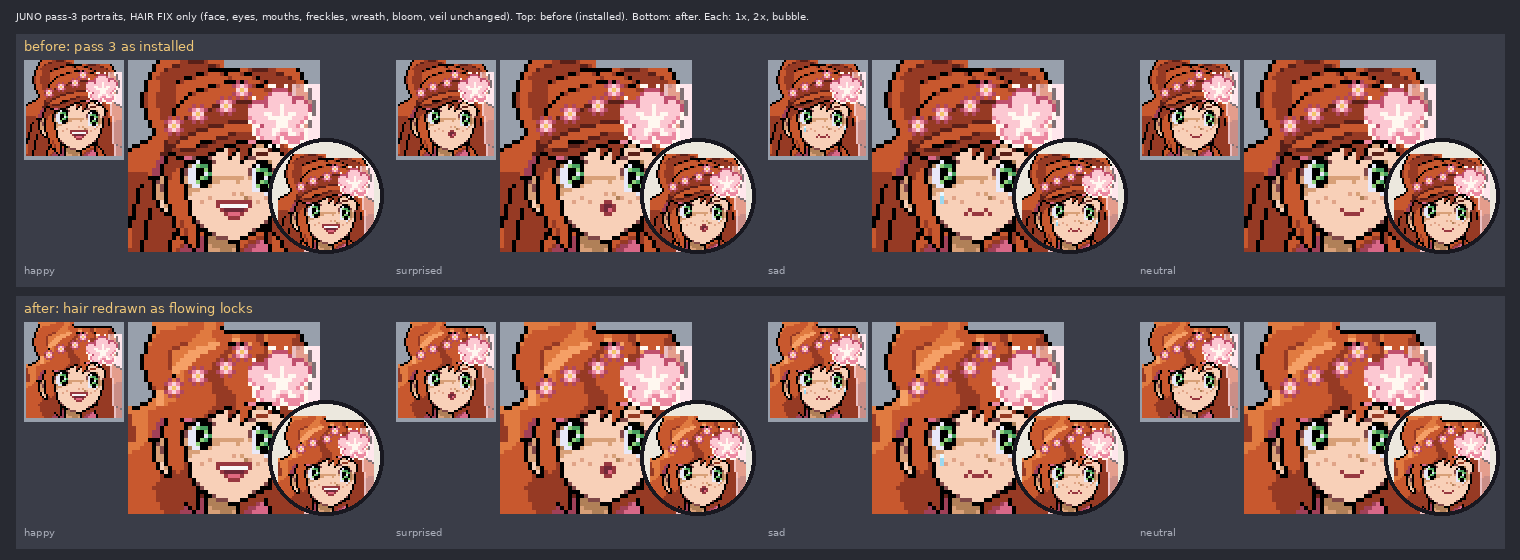 JUNO pass-3 portraits, HAIR FIX only (face, eyes, mouths, freckles, wreath, bloom, veil unchanged). Top: before (installed). Bottom: after. Each: 1x, 2x, bubble.
before: pass 3 as installed
happy
surprised
sad
neutral
after: hair redrawn as flowing locks
happy
surprised
sad
neutral